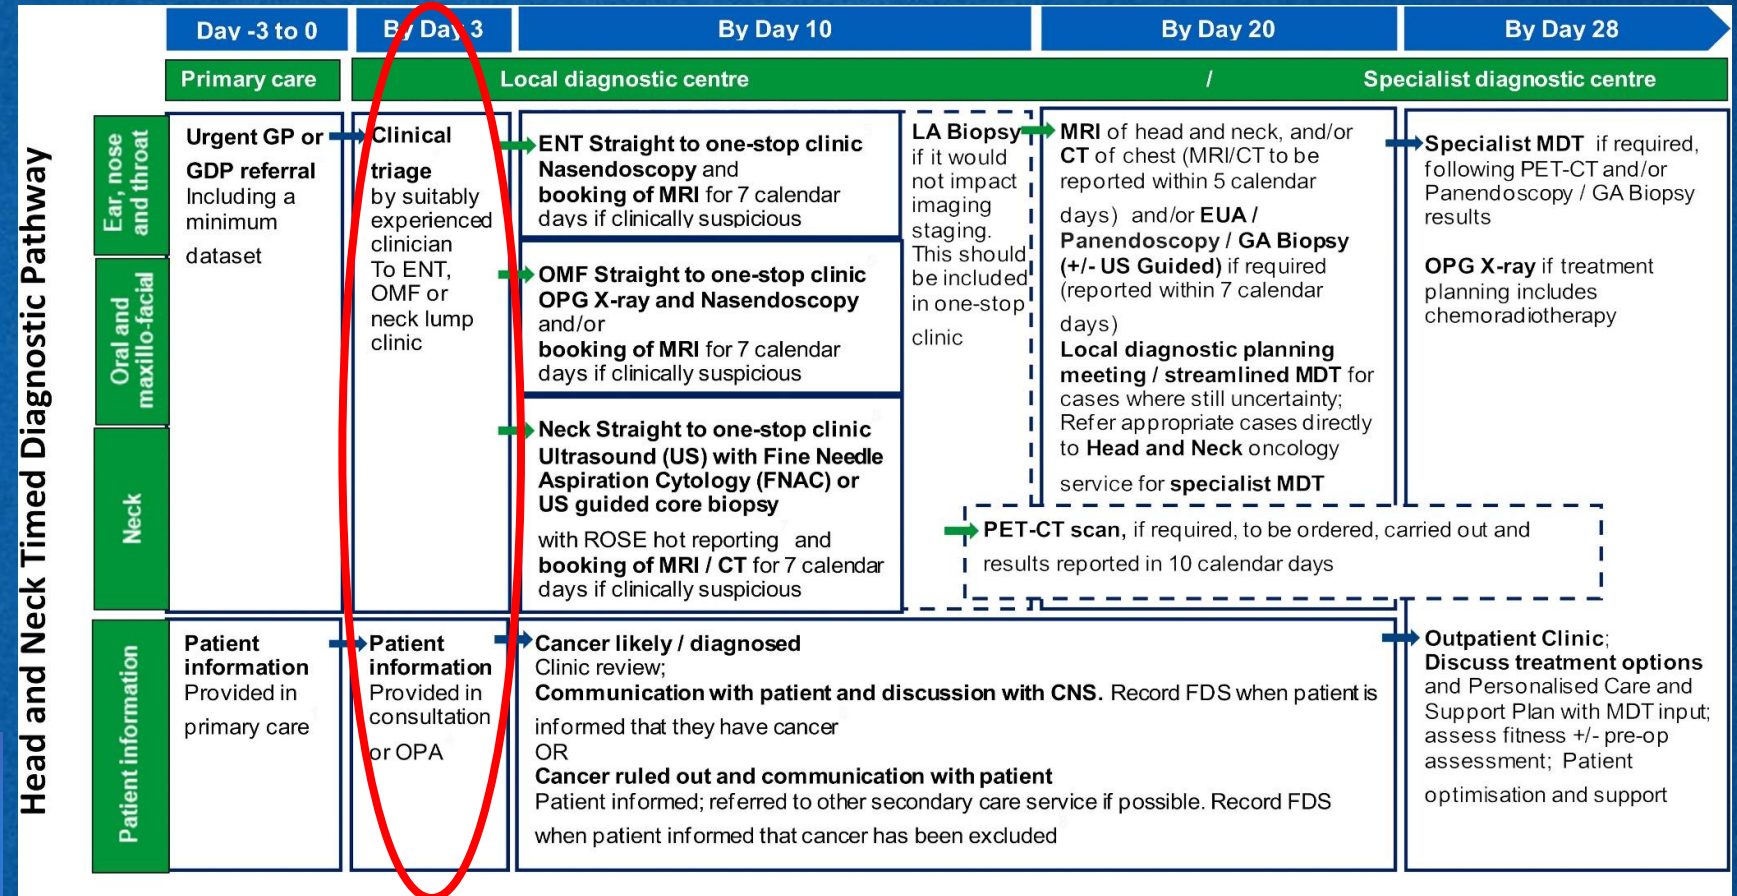 Head and Neck Timed Diagnostic Pathway
Day -3 to 0
By Day 3
By Day 10
By Day 20
By Day 28
Primary care
Local diagnostic centre
/
Specialist diagnostic centre
Ear, nose
and throat
Oral and
maxillo-facial
Neck
Patient information
Urgent GP or
GDP referral
Including a
minimum
dataset
Clinical
triage
by suitably
experienced
clinician
To ENT,
OMF or
neck lump
clinic
ENT Straight to one-stop clinic
Nasendoscopy and
booking of MRI for 7 calendar
days if clinically suspicious
OMF Straight to one-stop clinic
OPG X-ray and Nasendoscopy
and/or
booking of MRI for 7 calendar
days if clinically suspicious
Neck Straight to one-stop clinic
Ultrasound (US) with Fine Needle
Aspiration Cytology (FNAC) or
US guided core biopsy
with ROSE hot reporting and
booking of MRI / CT for 7 calendar
days if clinically suspicious
LA Biopsy
if it would
not impact
imaging
staging.
This should
be included
in one-stop
clinic
MRI of head and neck, and/or
CT of chest (MRI/CT to be
reported within 5 calendar
days) and/or EUA /
Panendoscopy / GA Biopsy
(+/- US Guided) if required
(reported within 7 calendar
days)
Local diagnostic planning
meeting / streamlined MDT for
cases where still uncertainty;
Refer appropriate cases directly
to Head and Neck oncology
service for specialist MDT
PET-CT scan, if required, to be ordered, carried out and
results reported in 10 calendar days
Specialist MDT if required,
following PET-CT and/or
Panendoscopy / GA Biopsy
results
OPG X-ray if treatment
planning includes
chemoradiotherapy
Patient
information
Provided in
primary care
Patient
information
Provided in
consultation
or OPA
Cancer likely / diagnosed
Clinic review;
Communication with patient and discussion with CNS. Record FDS when patient is
informed that they have cancer
OR
Cancer ruled out and communication with patient
Patient informed; referred to other secondary care service if possible. Record FDS
when patient informed that cancer has been excluded
Outpatient Clinic;
Discuss treatment options
and Personalised Care and
Support Plan with MDT input;
assess fitness +/- pre-op
assessment; Patient
optimisation and support